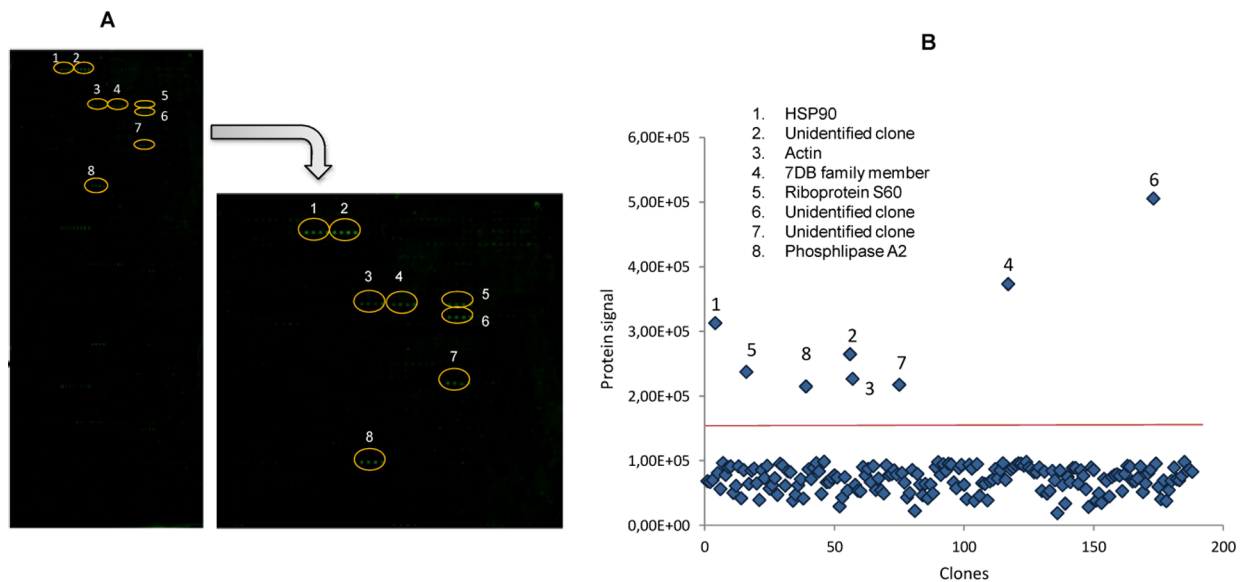 A
1 2
3 4
5
6
7
8
1 2
3 4
5
6
7
8
B
1. HSP90
2. Unidentified clone
3. Actin
4. 7DB family member
5. Riboprotein S60
6. Unidentified clone
7. Unidentified clone
8. Phosphlipase A2
6,00E+05
5,00E+05
4,00E+05
3,00E+05
2,00E+05
1,00E+05
0,00E+00
Protein signal
6
4
1
5
8
2
3
7
0 50 100 150 200
Clones